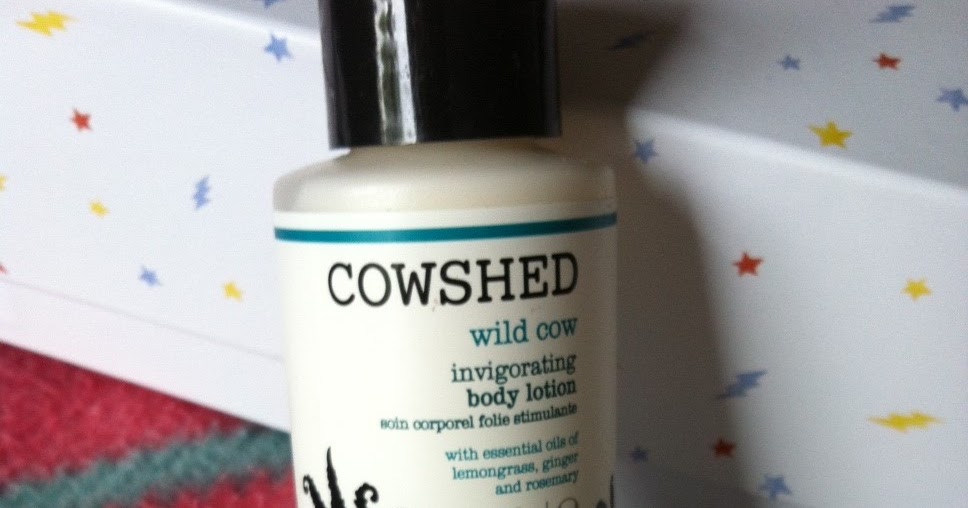 COWSHED
wild cow
invigorating
body lotion
soin corporel folie stimulante
with essential oils of
lemongrass, ginger
and rosemary